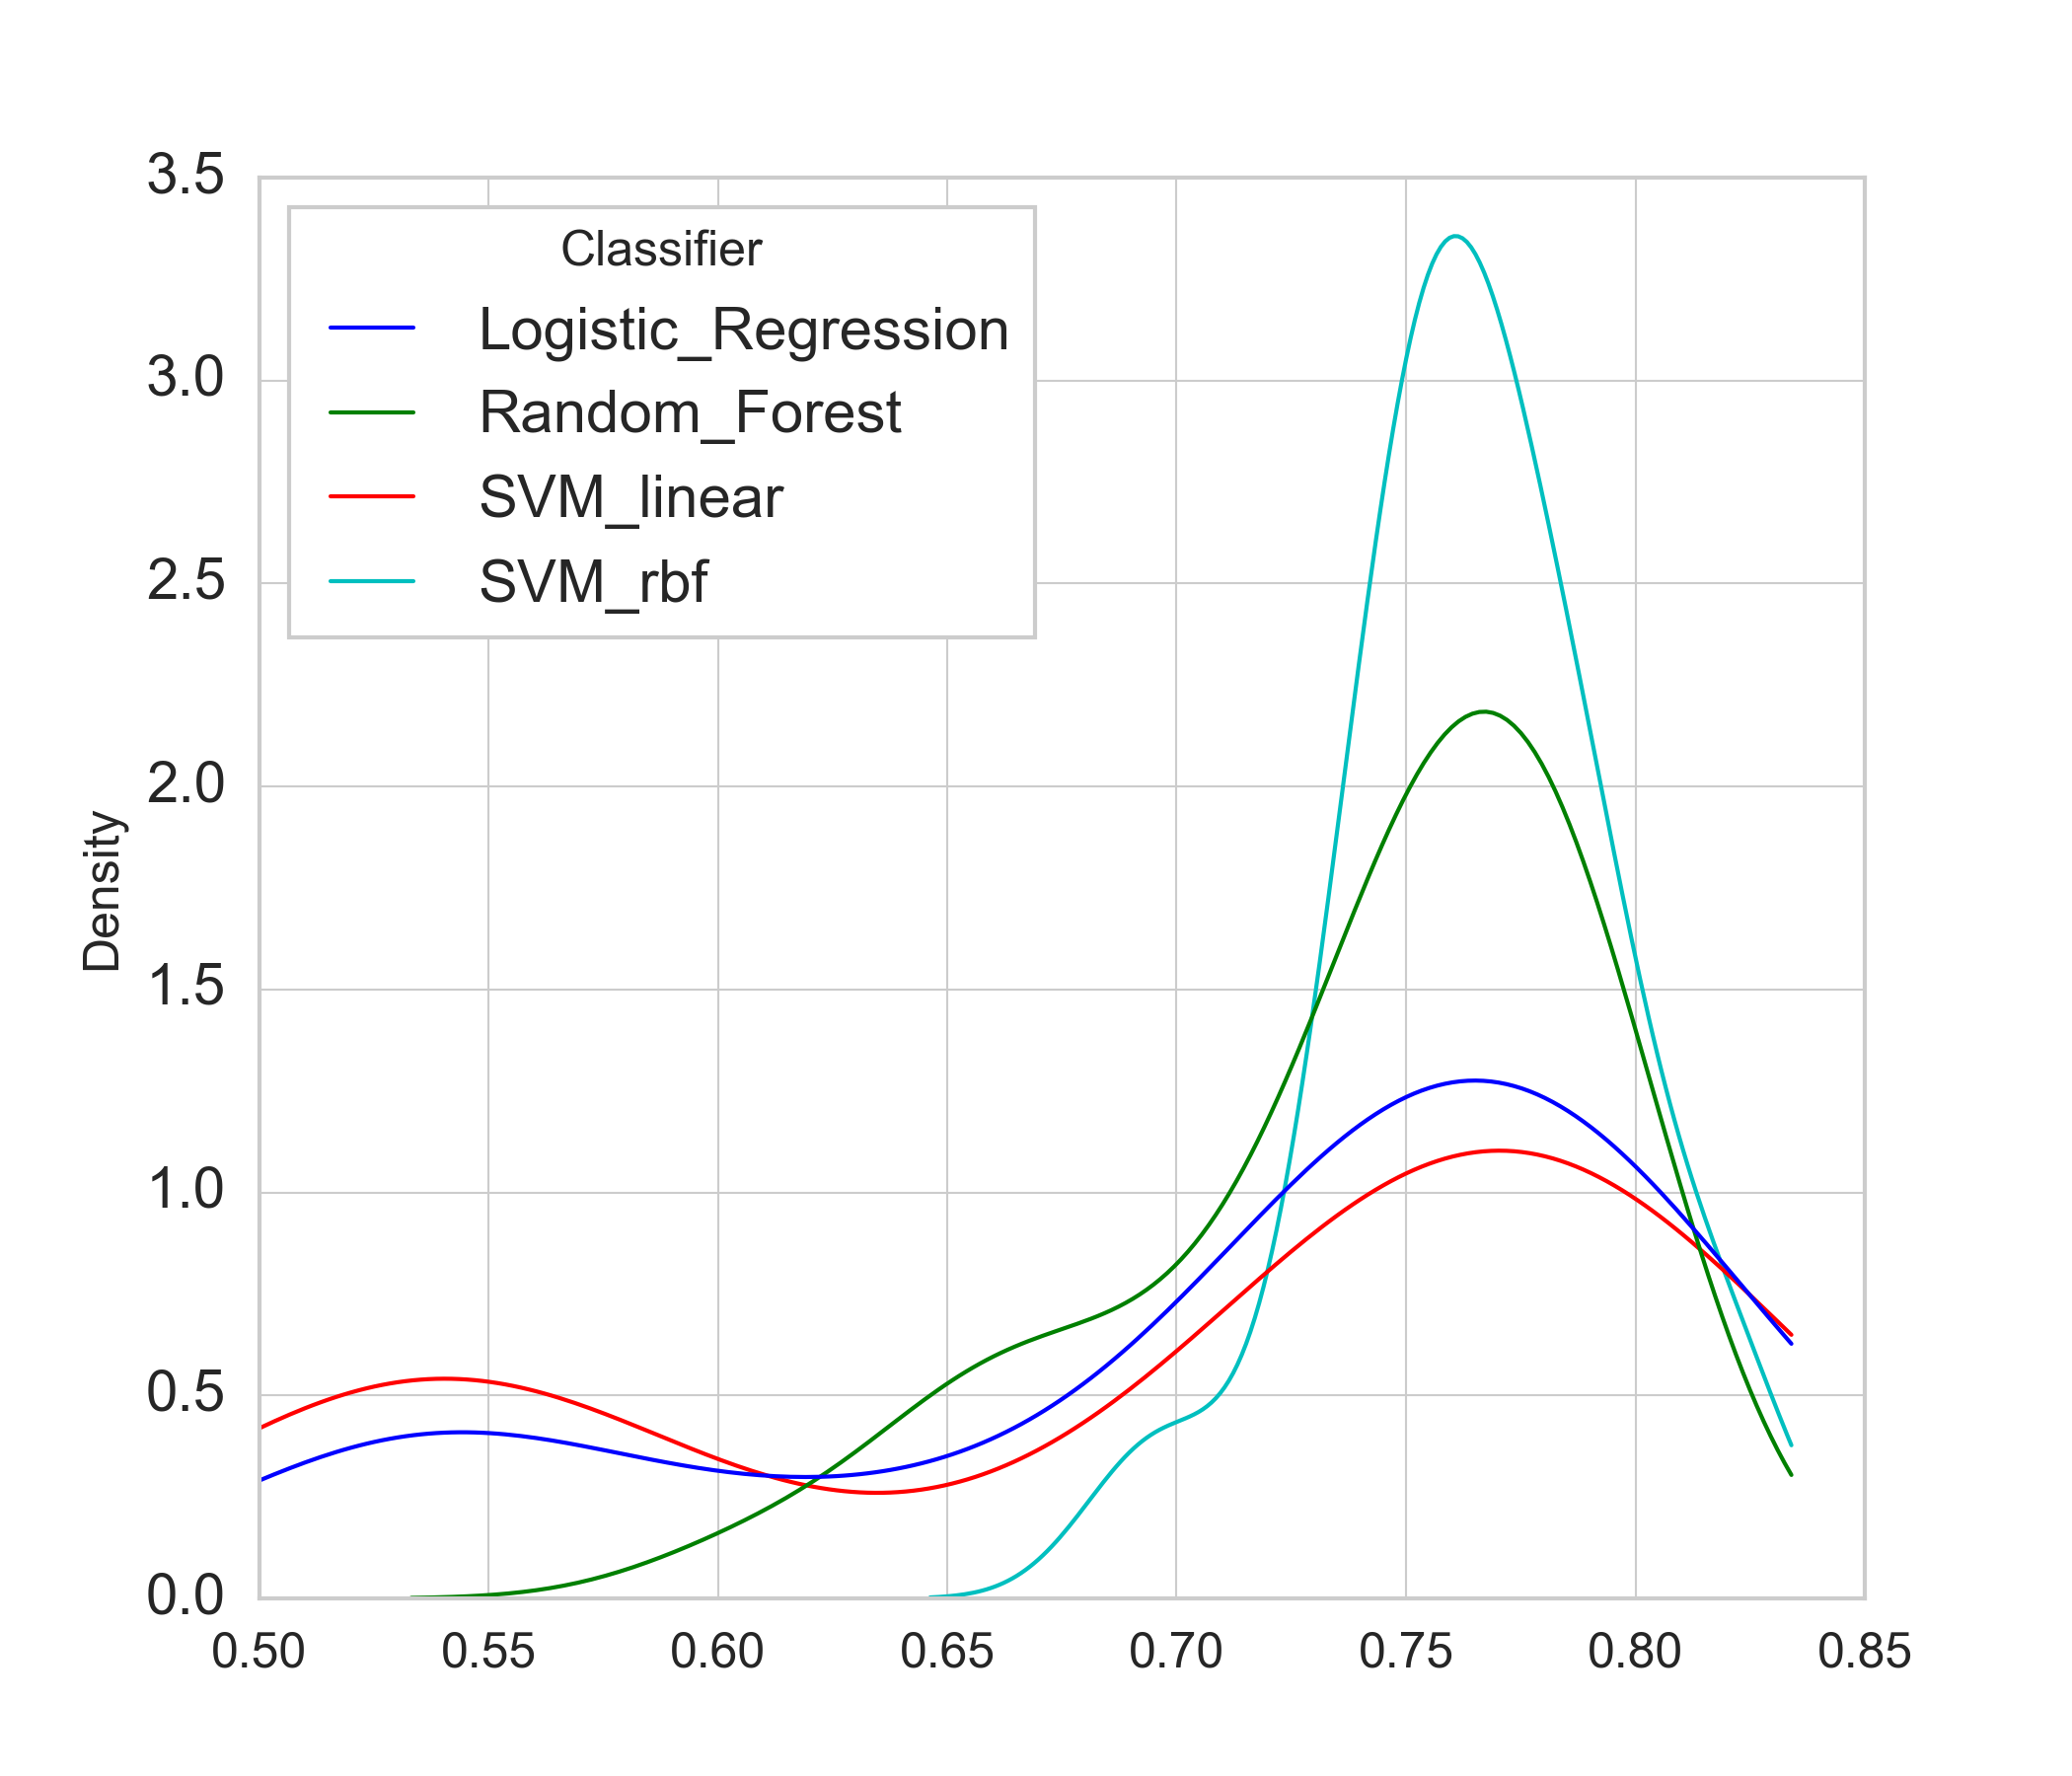 3.5
3.0
2.5
2.0
1.5
1.0
0.5
0.0
Density
Classifier
Logistic_Regression
Random_Forest
SVM_linear
SVM_rbf
0.50 0.55 0.60 0.65 0.70 0.75 0.80 0.85